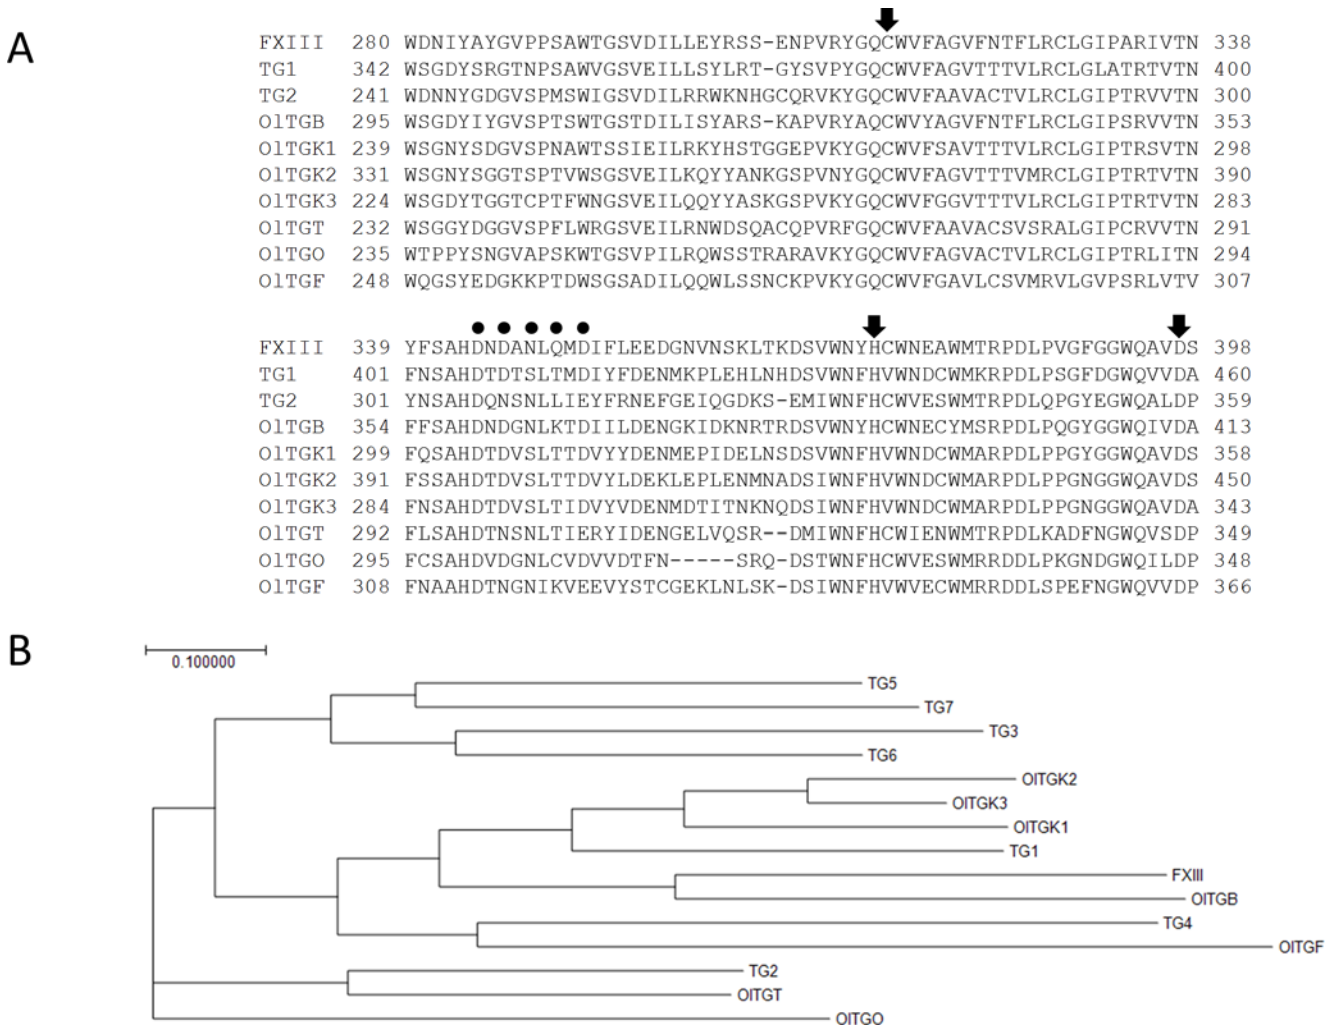 A
FXIII 280 WDNIYAYGVPPSAWTGSVDILLEYRSS-ENPVRYGQCWVFAGVFNTFLRCLGIPARIVTN 338
TG1 342 WSGDYSRGTNPSAWVGSVEILLSYLRT-GYSVPYGQCWVFAGVTTTVLRCLGLATRTVTN 400
TG2 241 WDNNYGDGVSPMSWIGSVDILRRWKNHGCQRVKYGQCWVFAAVACTVLRCLGIPTRVVTN 300
OlTGB 295 WSGDYIYGVSPTSWTGSTDILISYARS-KAPVRYAQCWVYAGVFNTFLRCLGIPSRVVTN 353
OlTGK1 239 WSGNYSDGVSPNAWTSSIEILRKYHSTGGEPVKYGQCWVFSAVTTTVLRCLGIPTRSVTN 298
OlTGK2 331 WSGNYSGGTSPTVWNGSVEILKQYYANKGSPVNYGQCWVFAGVTTTVMRCLGIPTRTVTN 390
OlTGK3 224 WSGDYTGGTCPTFWNGSVEILQQYYASKGSPVKYGQCWVFGGVTTTVLRCLGIPTRTVTN 283
OlTGT 232 WSGGYDGGVSPFLWRGSVEILRNWDSQACQPVRFGQCWVFAAVACSVSRALGIPCRVVTN 291
OlTGO 235 WTPPYSNGVAPSKWTGSVPILRQWSSTRARAVKYGQCWVFAGVACTVLRCLGIPTRLITN 294
OlTGF 248 WQGSYEDGKKPTDWSGSADILQQWLSSNCKPVKYGQCWVFGAVLCSVMRVLGVPSRLVTV 307
FXIII 339 YFSAHDNDANLQMDIFLEEDGNVNSKLTKDSVWNYHCWNEAWMTRPDLPVGFGGWQAVDS 398
TG1 401 FNSAHDTDTSLTMDIYFDENMKPLEHLNHDSVWNFHVWNDCWMKRPDLPSGFDGWQVVDA 460
TG2 301 YNSAHDQNSNLLIEYFRNEFGEIQGDKS-EMIWNFHCWVESWMTRPDLQPGYEGWQALDP 359
OlTGB 354 FFSAHDNDGNLKTDIILDENGKIDKNRTRDSVWNYHCWNECYMSRPDLPQGYGGWQIVDA 413
OlTGK1 299 FQSAHDTDVSLTTDVYYDENMEPIDELNSDSVWNFHVWNDCWMARPDLPPGYGGWQAVDS 358
OlTGK2 391 FSSAHDTDVSLTTDVYLDEKLEPLENMNADSIWNFHVWNDCWMARPDLPPGNGGWQAVDS 450
OlTGK3 284 FNSAHDTDVSLTIDVYVDENMDTITNKNQDSIWNFHVWNDCWMARPDLPPGNGGWQAVDA 343
OlTGT 292 FLSAHDTNSNLTIERYIDENGELVQSR--DMIWNFHCWIENWMTRPDLKADFNGWQVSDP 349
OlTGO 295 FCSAHDVDGNLCVDVVVDTFN-----SRQ-DSTWNFHCWVESWMRRDDLPKGNDGWQILDP 348
OlTGF 308 FNAAHDTNGNIKVEEVYSTCGEKLNLSK-DSIWNFHVWVECWMRRDDLSPEFNGWQVVDP 366
B
0.100000
TG5
TG7
TG3
TG6
OlTGK2
OlTGK3
OlTGK1
TG1
FXIII
OlTGB
TG4
OlTGF
TG2
OlTGT
OlTGO